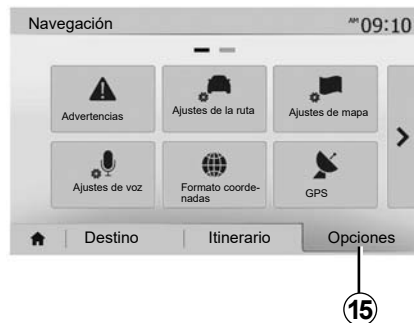 Navegación
AM 09:10
Advertencias
Ajustes de la ruta
Ajustes de mapa
Ajustes de voz
Formato coorde-
nadas
GPS
Destino
Itinerario
Opciones
15